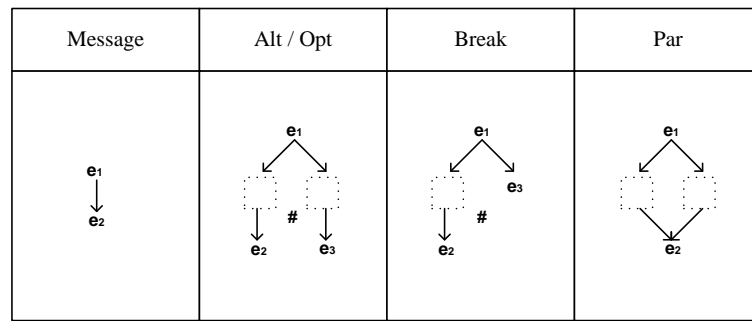 Message Alt / Opt Break Par
e1 e1 e1
e1 e3
# #
e2 e2 e3 e2 e2